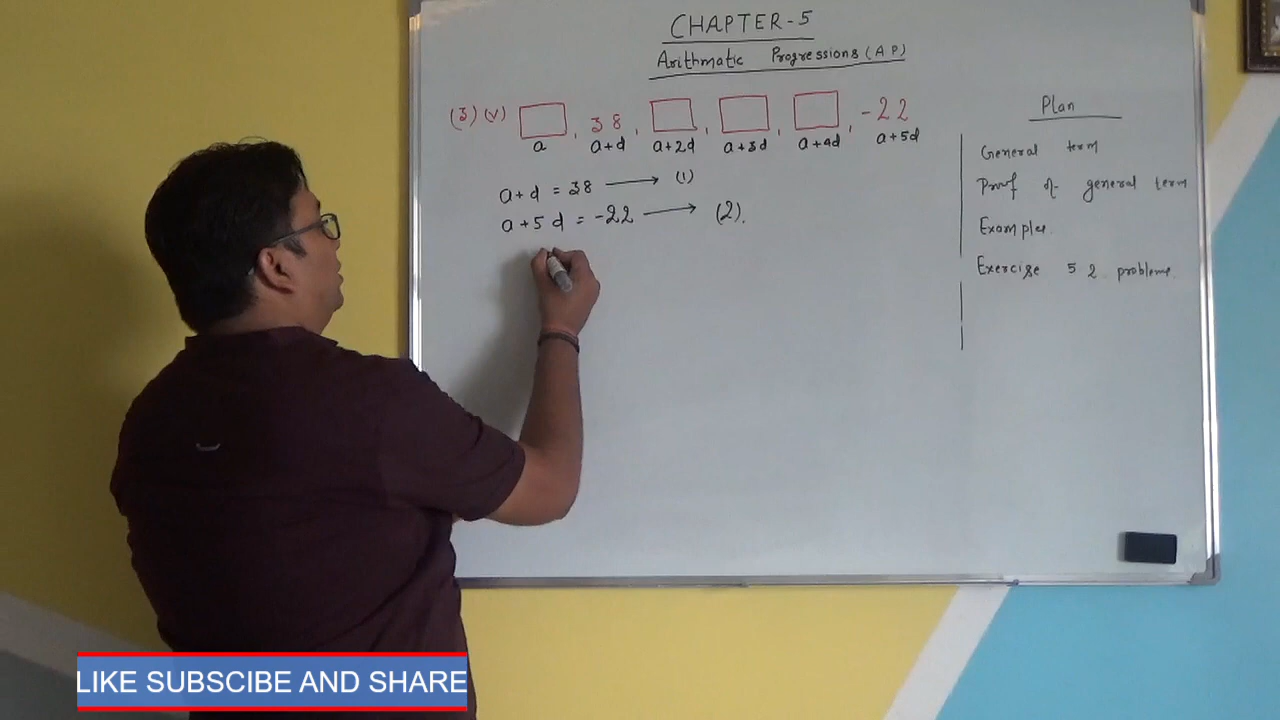 CHAPTER-5
Arithmatic Progressions (A P)
(3) (v) , 38 , , , , -22
a a+d a+2d a+3d a+4d a+5d
a+d = 38 → (1)
a+5d = -22 → (2).
Plan
General term
Proof of general term
Examples
Exercise 5 2 problems
LIKE SUBSCIBE AND SHARE